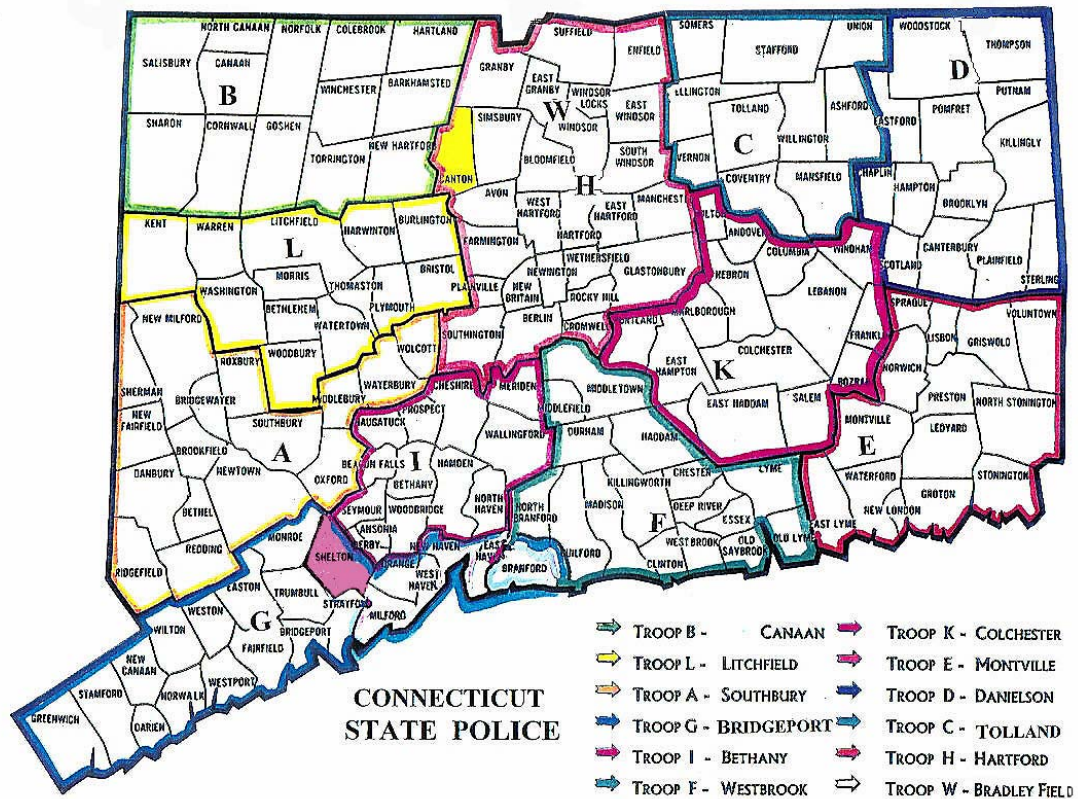 NORTH CANAAN
NORFOLK
COLEBROOK
HARTLAND
SUFFIELD
ENFIELD
SOMERS
STAFFORD
UNION
WOODSTOCK
THOMPSON
SALISBURY
CANAAN
B
WINCHESTER
BARKHAMSTED
GRANBY
EAST GRANBY
WINDSOR LOCKS
W
EAST WINDSOR
ELLINGTON
TOLLAND
C
WILLINGTON
ASHFORD
EASTFORD
POMFRET
D
PUTNAM
KILLINGLY
SHARON
CORNWALL
GOSHEN
TORRINGTON
NEW HARTFORD
CANTON
SIMSBURY
WINDSOR
BLOOMFIELD
SOUTH WINDSOR
VERNON
COVENTRY
MANSFIELD
CHAPLIN
HAMPTON
BROOKLYN
AVON
H
WEST HARTFORD
EAST HARTFORD
MANCHEST
KENT
WARREN
LITCHFIELD
HARWINTON
BURLINGTON
L
FARMINGTON
HARTFORD
WETHERSFIELD
GLASTONBURY
BOLTON
ANDOVER
COLUMBIA
WINDHAM
SCOTLAND
CANTERBURY
PLAINFIELD
STERLING
HEBRON
LEBANON
WASHINGTON
MORRIS
BETHLEHEM
THOMASTON
WATERTOWN
PLYMOUTH
BRISTOL
PLAINVILLE
NEW BRITAIN
NEWINGTON
ROCKY HILL
BERLIN
CROMWELL
SOUTHINGTON
PORTLAND
MARLBOROUGH
COLCHESTER
FRANKLI
SPRAGUE
LISBON
GRISWOLD
VOLUNTOWN
NEW MILFORD
ROXBURY
WOODBURY
WOLCOTT
WATERBURY
MIDDLEBURY
CHESHIRE
MERIDEN
EAST HAMPTON
K
BOZRA
NORWICH
PRESTON
NORTH STONINGTON
SHERMAN
NEW FAIRFIELD
BRIDGEWATER
SOUTHBURY
NAUGATUCK
PROSPECT
WALLINGFORD
MIDDLETOWN
MIDDLEFIELD
DURHAM
HADDAM
EAST HADDAM
SALEM
MONTVILLE
LEDYARD
E
BROOKFIELD
A
DANBURY
NEWTOWN
OXFORD
BEACON FALLS
I
BETHANY
HAMDEN
NORTH HAVEN
KILLINGWORTH
CHESTER
LYME
WATERFORD
GROTON
STONINGTON
BETHEL
SEYMOUR
WOODBRIDGE
ANSONIA
DERBY
NORTH BRANFORD
MADISON
DEEP RIVER
ESSEX
F
WESTBROOK
OLD SAYBROOK
OLD LYME
EAST LYME
NEW LONDON
RIDGEFIELD
REDDING
MONROE
SHELTON
ORANGE
NEW HAVEN
EAST HAVEN
BRANFORD
GUILFORD
CLINTON
WEST HAVEN
EASTON
TRUMBULL
STRATFORD
MILFORD
WESTON
G
BRIDGEPORT
FAIRFIELD
WILTON
NEW CANAAN
WESTPORT
NORWALK
STAMFORD
DARIEN
GREENWICH
CONNECTICUT
STATE POLICE
TROOP B - CANAAN
TROOP L - LITCHFIELD
TROOP A - SOUTHBURY
TROOP G - BRIDGEPORT
TROOP I - BETHANY
TROOP F - WESTBROOK
TROOP K - COLCHESTER
TROOP E - MONTVILLE
TROOP D - DANIELSON
TROOP C - TOLLAND
TROOP H - HARTFORD
TROOP W - BRADLEY FIELD